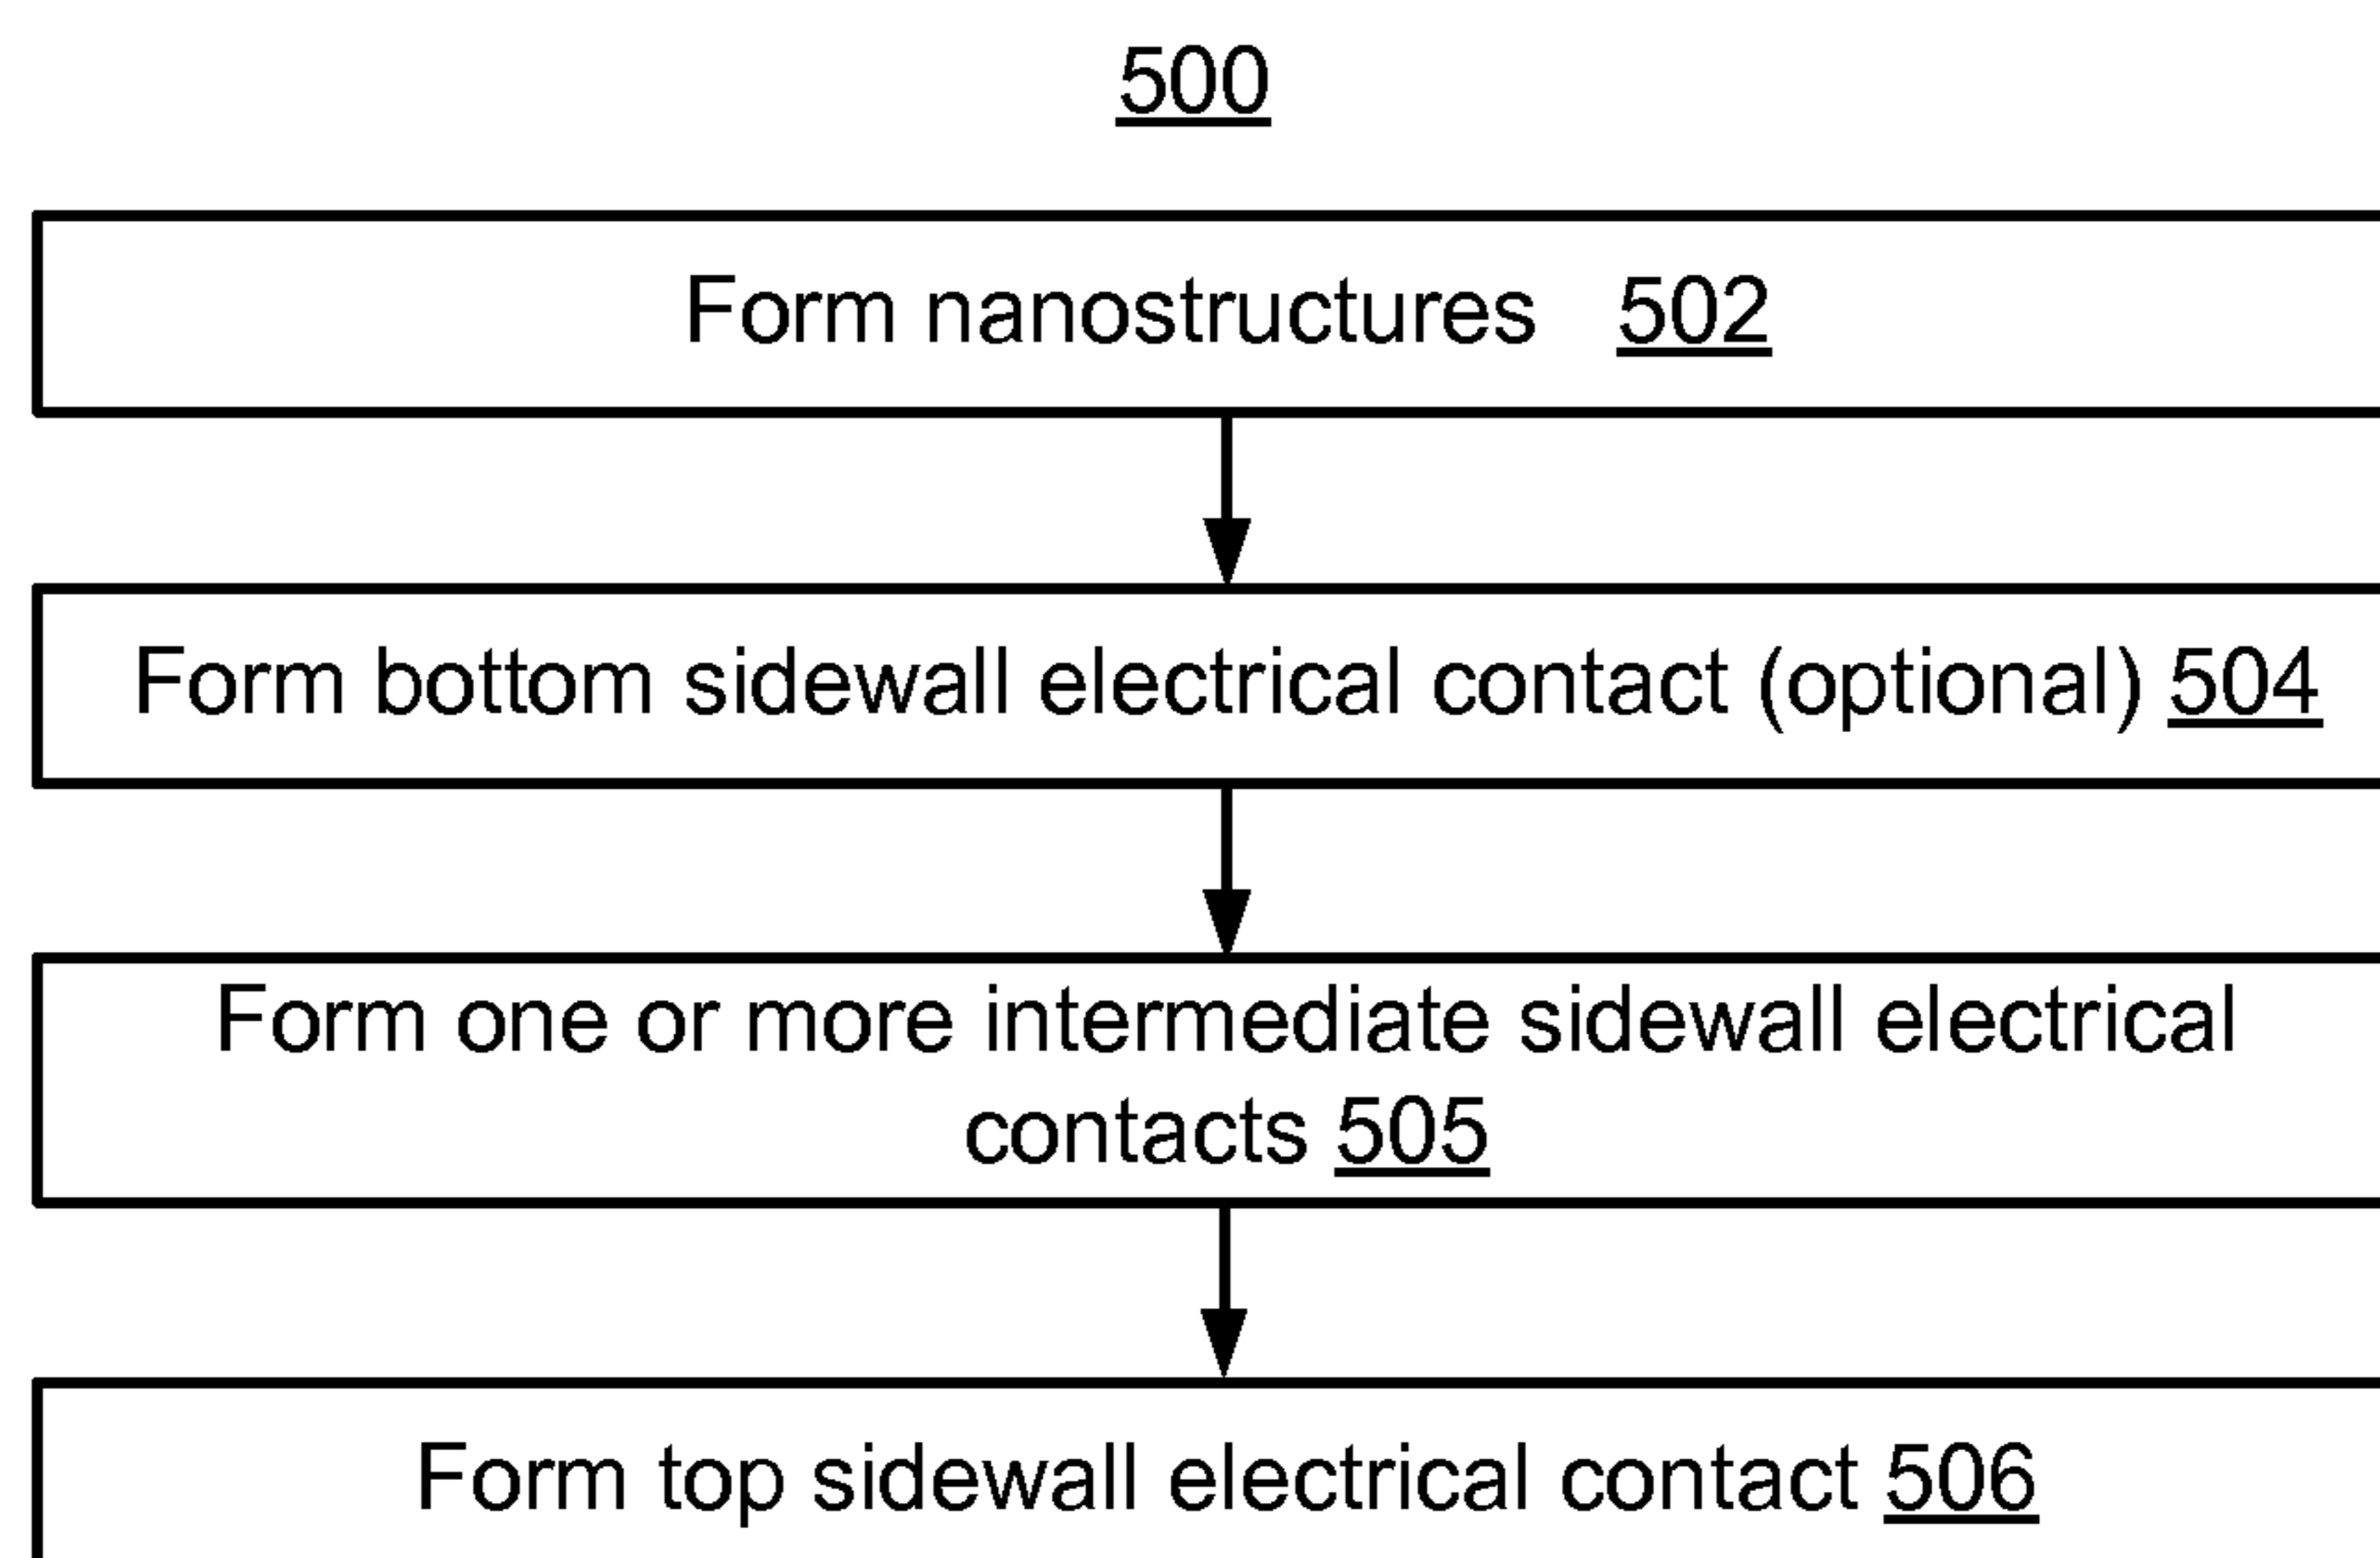 500
Form nanostructures 502
Form bottom sidewall electrical contact (optional) 504
Form one or more intermediate sidewall electrical
contacts 505
Form top sidewall electrical contact 506